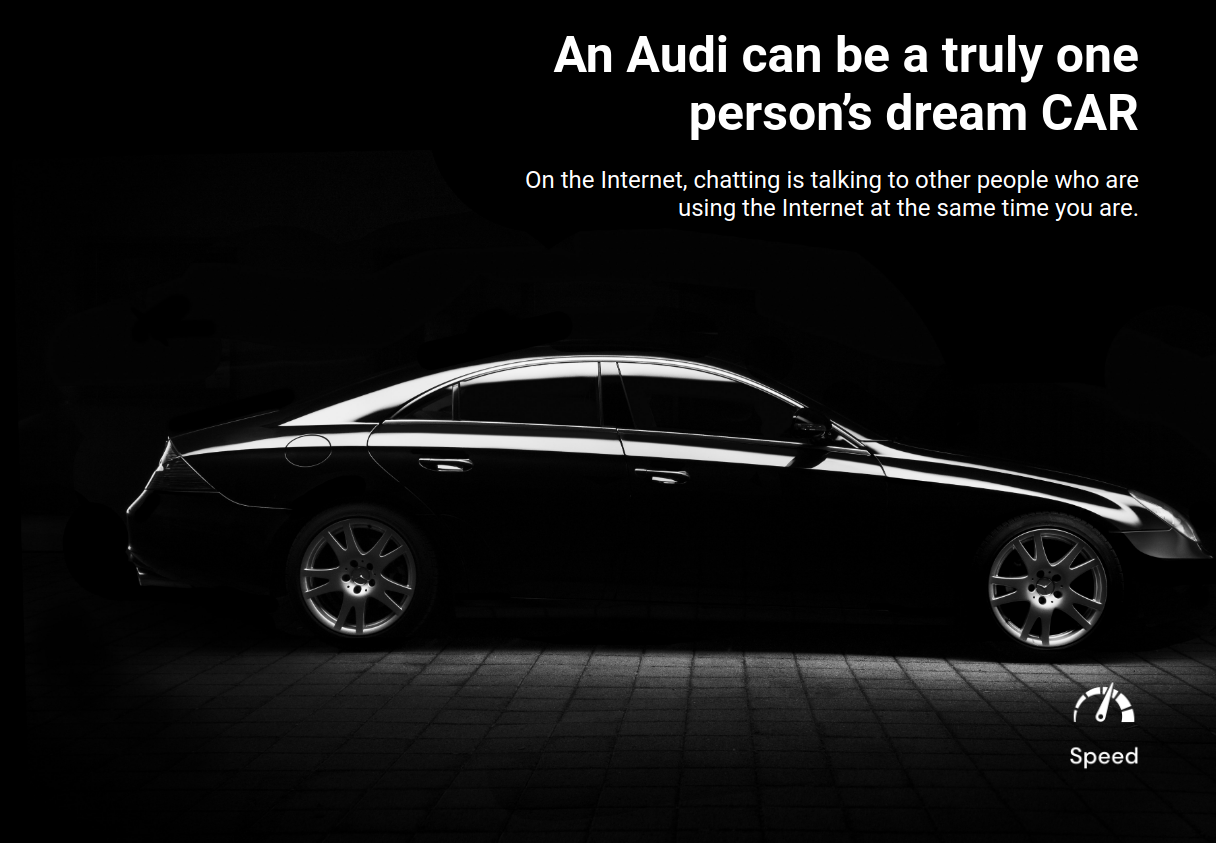 An Audi can be a truly one
person’s dream CAR
On the Internet, chatting is talking to other people who are
using the Internet at the same time you are.
Speed